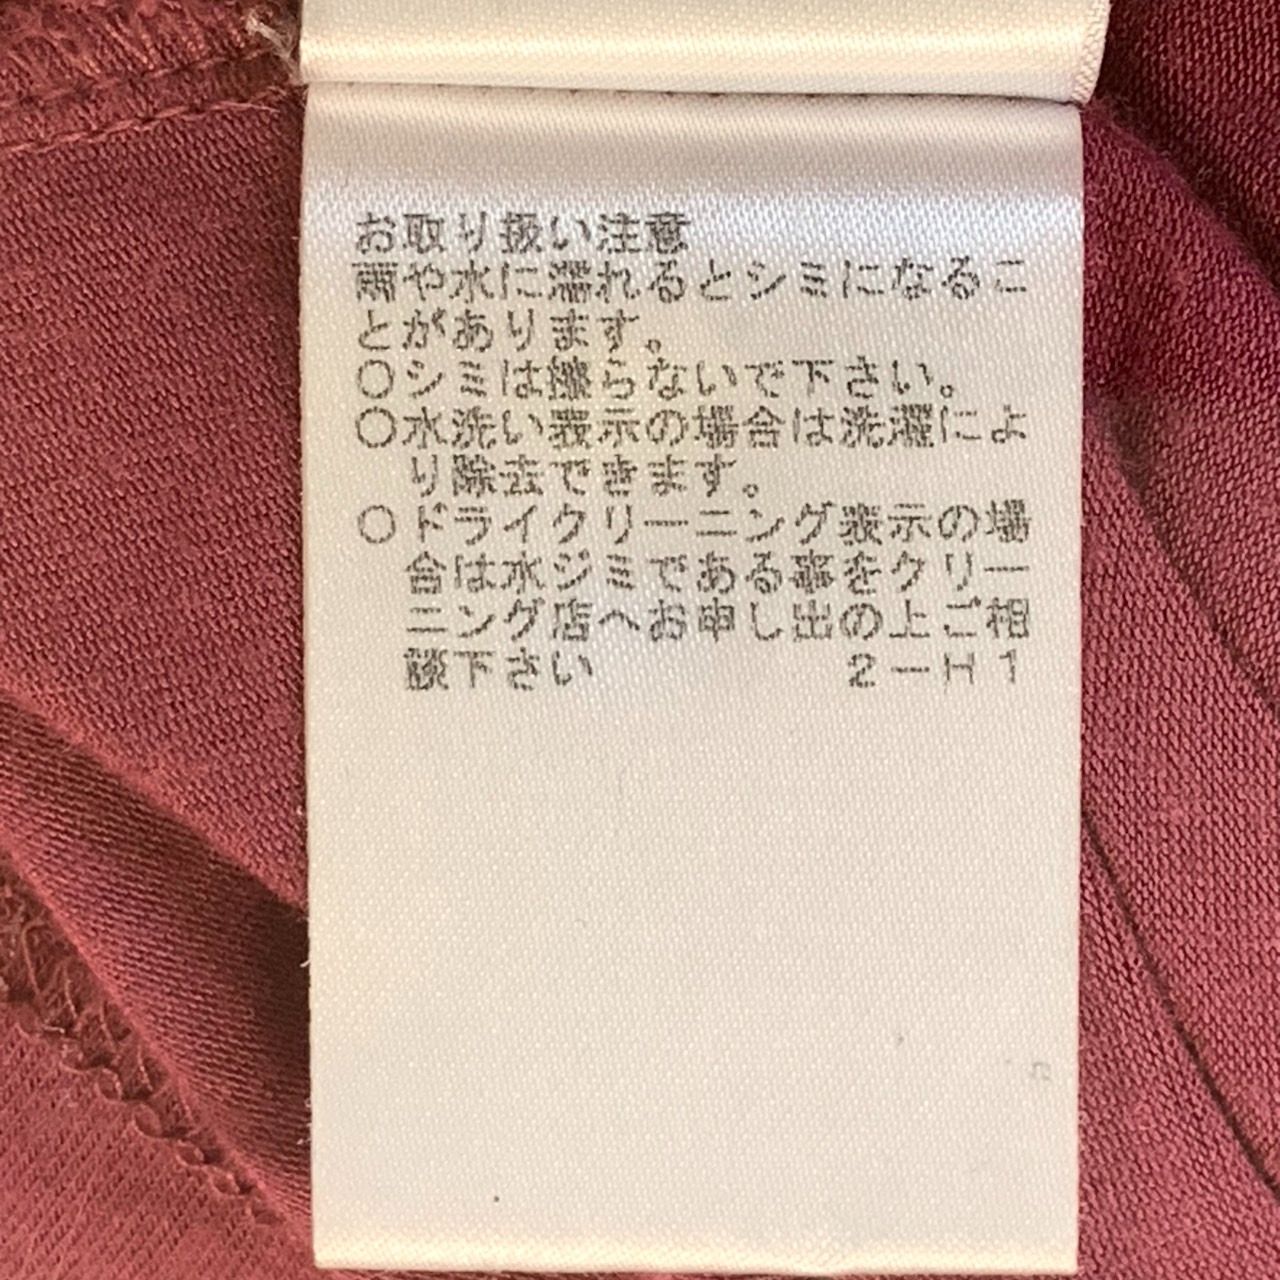 お取り扱い注意
雨や水に濡れるとシミになるこ
とがあります。
○シミは擦らないで下さい。
○水洗い表示の場合は洗濯によ
り除去できます。
○ドライクリーニング表示の場
合は水ジミである事をクリー
ニング店へお申し出の上ご相
談下さい 2－H1